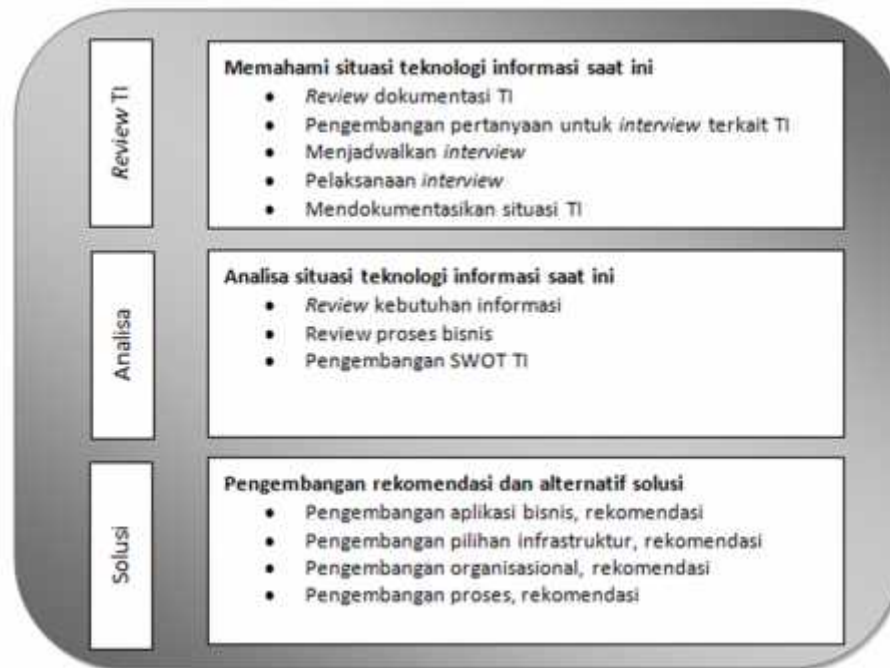 Review TI
Memahami situasi teknologi informasi saat ini
• Review dokumentasi TI
• Pengembangan pertanyaan untuk interview terkait TI
• Menjadwalkan interview
• Pelaksanaan interview
• Mendokumentasikan situasi TI
Analisa
Analisa situasi teknologi informasi saat ini
• Review kebutuhan informasi
• Review proses bisnis
• Pengembangan SWOT TI
Solusi
Pengembangan rekomendasi dan alternatif solusi
• Pengembangan aplikasi bisnis, rekomendasi
• Pengembangan pilihan infrastruktur, rekomendasi
• Pengembangan organisasional, rekomendasi
• Pengembangan proses, rekomendasi